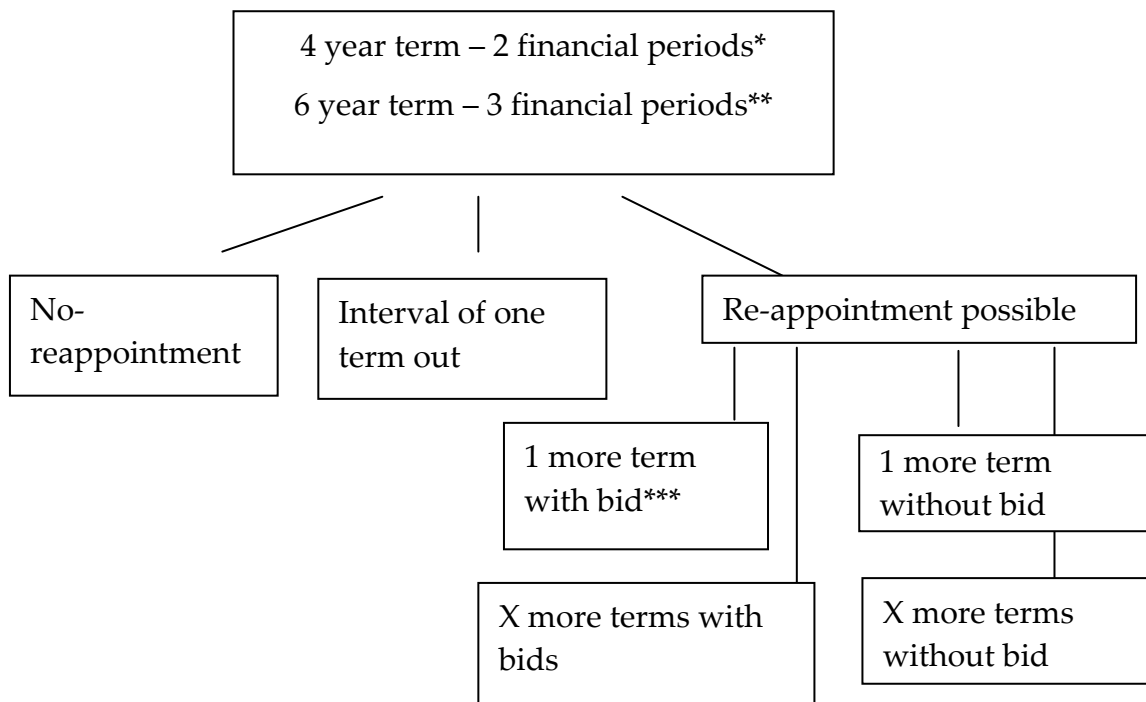 4 year term – 2 financial periods*
6 year term – 3 financial periods**
No-
reappointment
Interval of one
term out
Re-appointment possible
1 more term
with bid***
1 more term
without bid
X more terms with
bids
X more terms
without bid